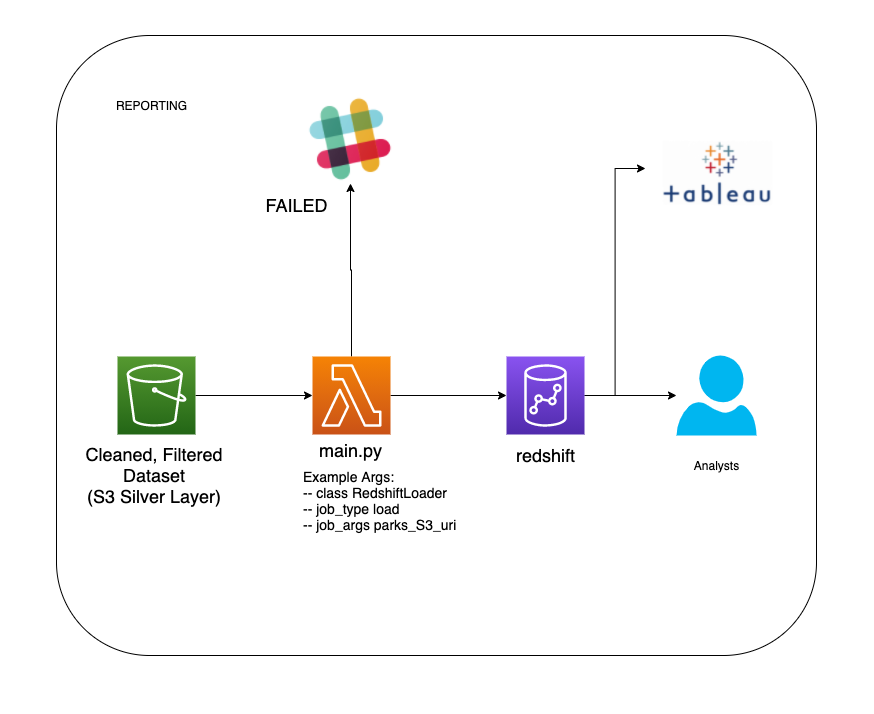 REPORTING
FAILED
+ableau
Cleaned, Filtered
Dataset
(S3 Silver Layer)
main.py
Example Args:
-- class RedshiftLoader
-- job_type load
-- job_args parks_S3_uri
redshift
Analysts